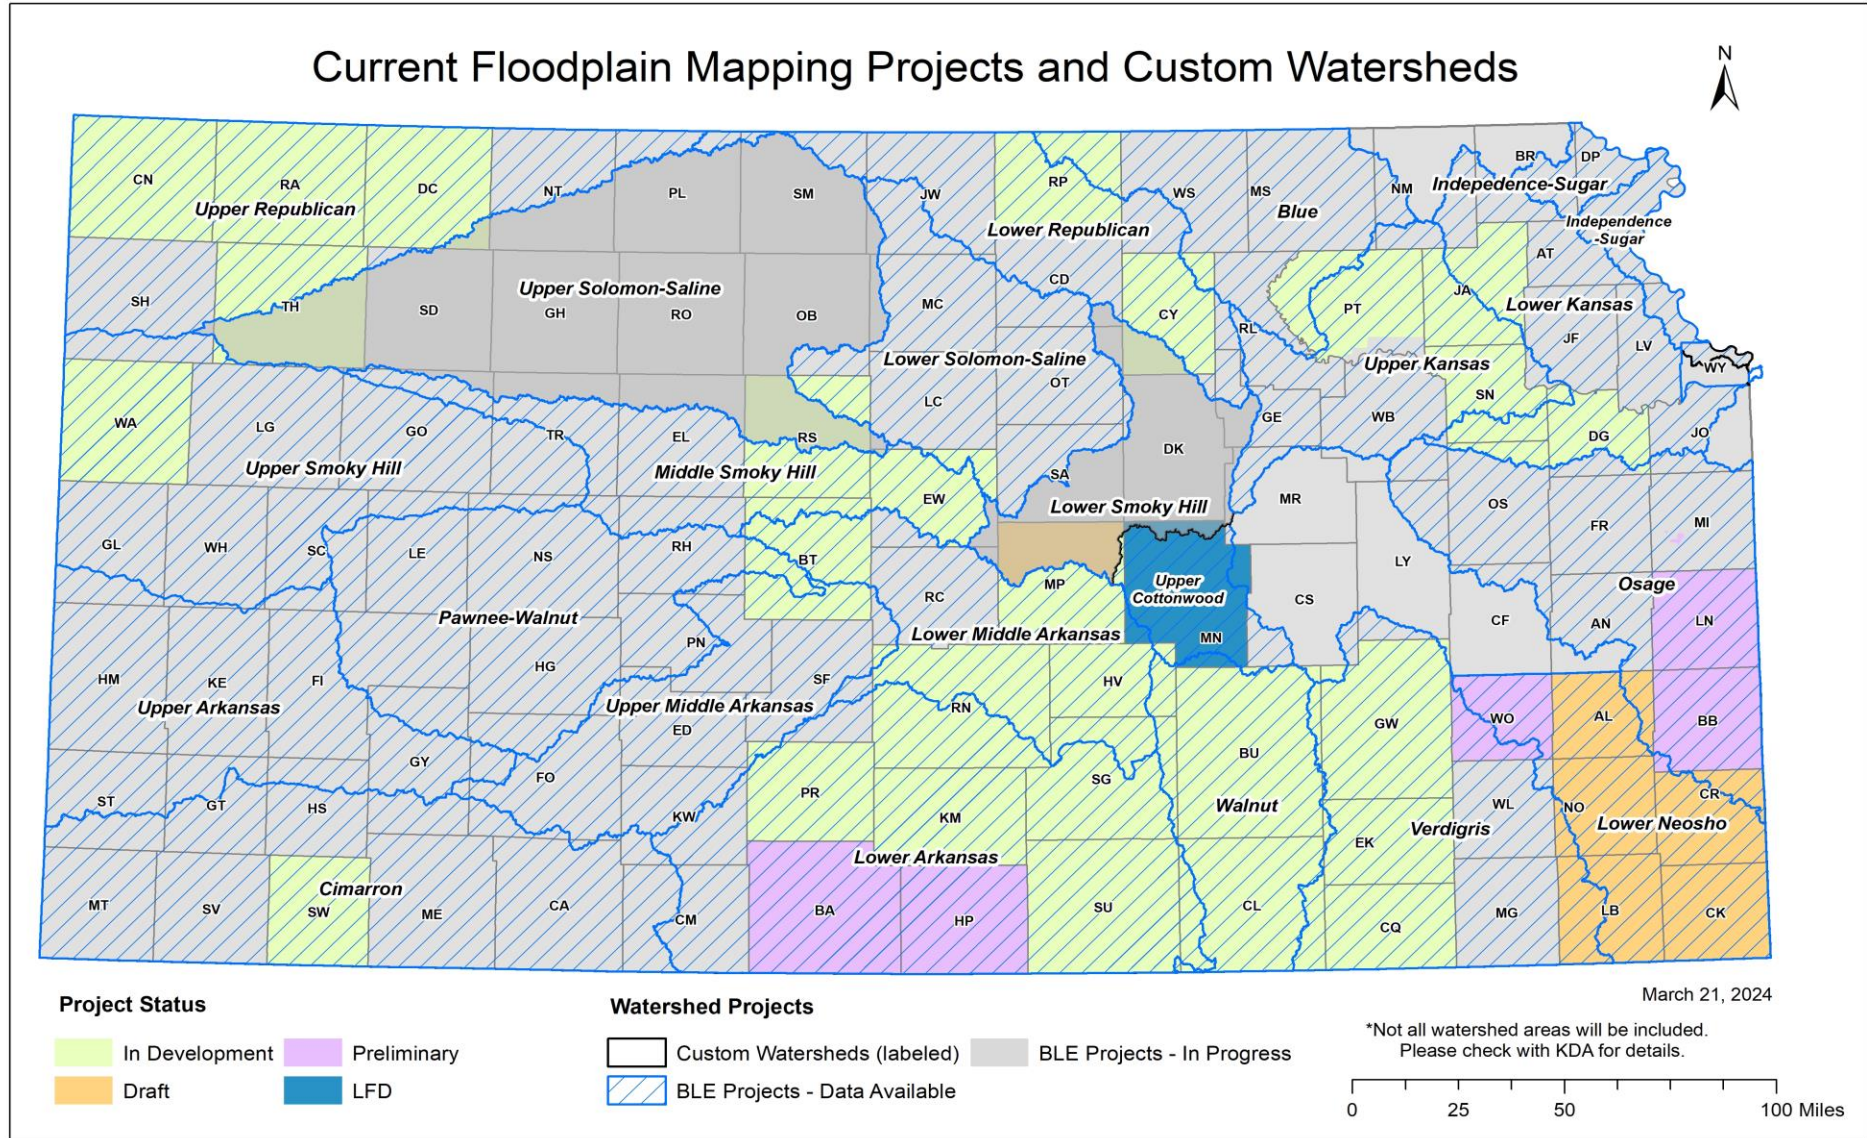 Current Floodplain Mapping Projects and Custom Watersheds
N
CN
RA
DC
NT
PL
SM
JW
RP
WS
MS
NM
BR
DP
Upper Republican
Lower Republican
Blue
Indepedence-Sugar
Independence
-Sugar
SH
TH
SD
GH
RO
OB
MC
CD
CY
RL
PT
JA
AT
JF
LV
WY
Upper Solomon-Saline
Lower Solomon-Saline
Upper Kansas
Lower Kansas
WA
LG
GO
TR
EL
RS
LC
OT
SA
DK
GE
WB
SN
DG
JO
Upper Smoky Hill
Middle Smoky Hill
EW
Lower Smoky Hill
MR
OS
FR
MI
GL
WH
SC
LE
NS
RH
BT
RC
MP
Upper
Cottonwood
MN
CS
LY
CF
AN
LN
Osage
Pawnee-Walnut
Lower Middle Arkansas
HM
KE
FI
HG
PN
SF
Upper Arkansas
Upper Middle Arkansas
ED
RN
HV
BU
GW
WO
AL
BB
ST
GT
HS
GY
FO
KW
PR
KM
SG
Walnut
EK
Verdigris
WL
NO
CR
Lower Neosho
Lower Arkansas
Cimarron
MT
SV
SW
ME
CA
CM
BA
HP
SU
CL
CQ
MG
LB
CK
March 21, 2024
Project Status
In Development
Preliminary
Draft
LFD
Watershed Projects
Custom Watersheds (labeled)
BLE Projects - In Progress
BLE Projects - Data Available
*Not all watershed areas will be included.
Please check with KDA for details.
0 25 50 100 Miles